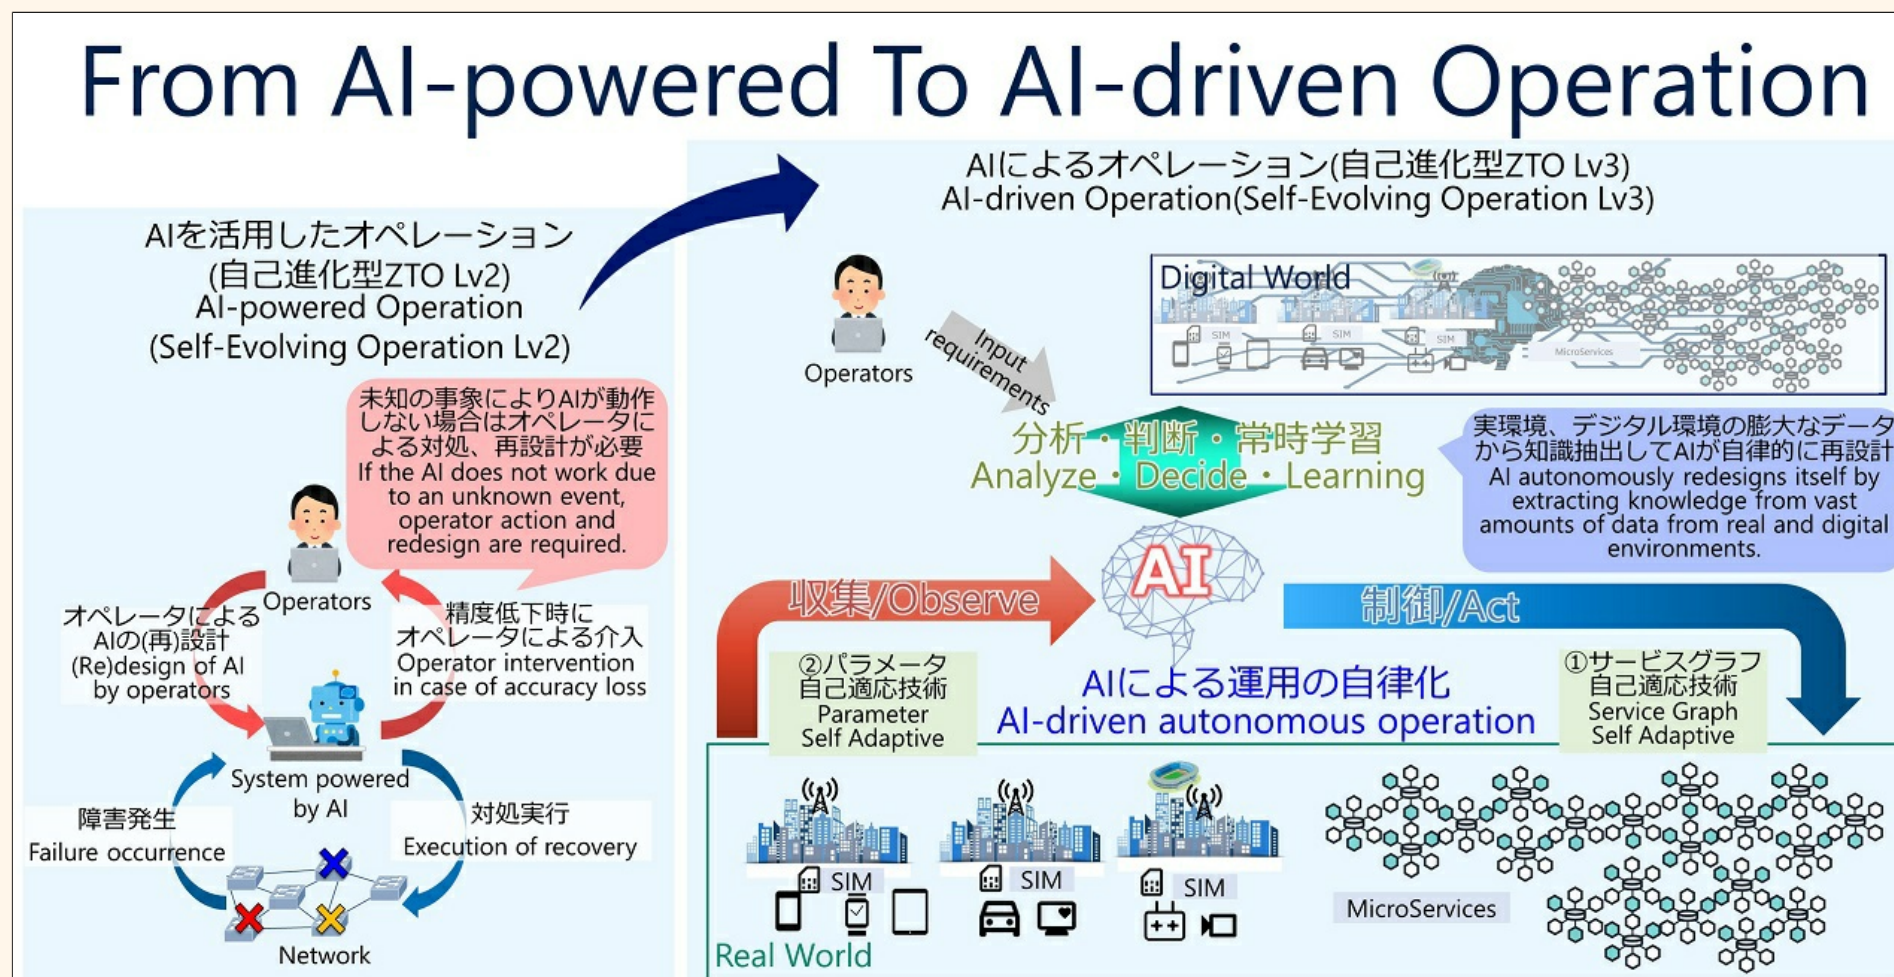 From AI-powered To AI-driven Operation
AIを活用したオペレーション
(自己進化型ZTO Lv2)
AI-powered Operation
(Self-Evolving Operation Lv2)
未知の事象によりAIが動作
しない場合はオペレータに
よる対処、再設計が必要
If the AI does not work due
to an unknown event,
operator action and
redesign are required.
Operators
オペレータによる
AIの(再)設計
(Re)design of AI
by operators
精度低下時に
オペレータによる介入
Operator intervention
in case of accuracy loss
System powered
by AI
障害発生
Failure occurrence
対処実行
Execution of recovery
Network
AIによるオペレーション(自己進化型ZTO Lv3)
AI-driven Operation(Self-Evolving Operation Lv3)
Operators
Input
requirements
Digital World
SIM
SIM
SIM
MicroServices
分析・判断・常時学習
Analyze・Decide・Learning
実環境、デジタル環境の膨大なデータ
から知識抽出してAIが自律的に再設計
AI autonomously redesigns itself by
extracting knowledge from vast
amounts of data from real and digital
environments.
収集/Observe
AI
制御/Act
②パラメータ
自己適応技術
Parameter
Self Adaptive
AIによる運用の自律化
AI-driven autonomous operation
①サービスグラフ
自己適応技術
Service Graph
Self Adaptive
SIM
SIM
SIM
MicroServices
Real World